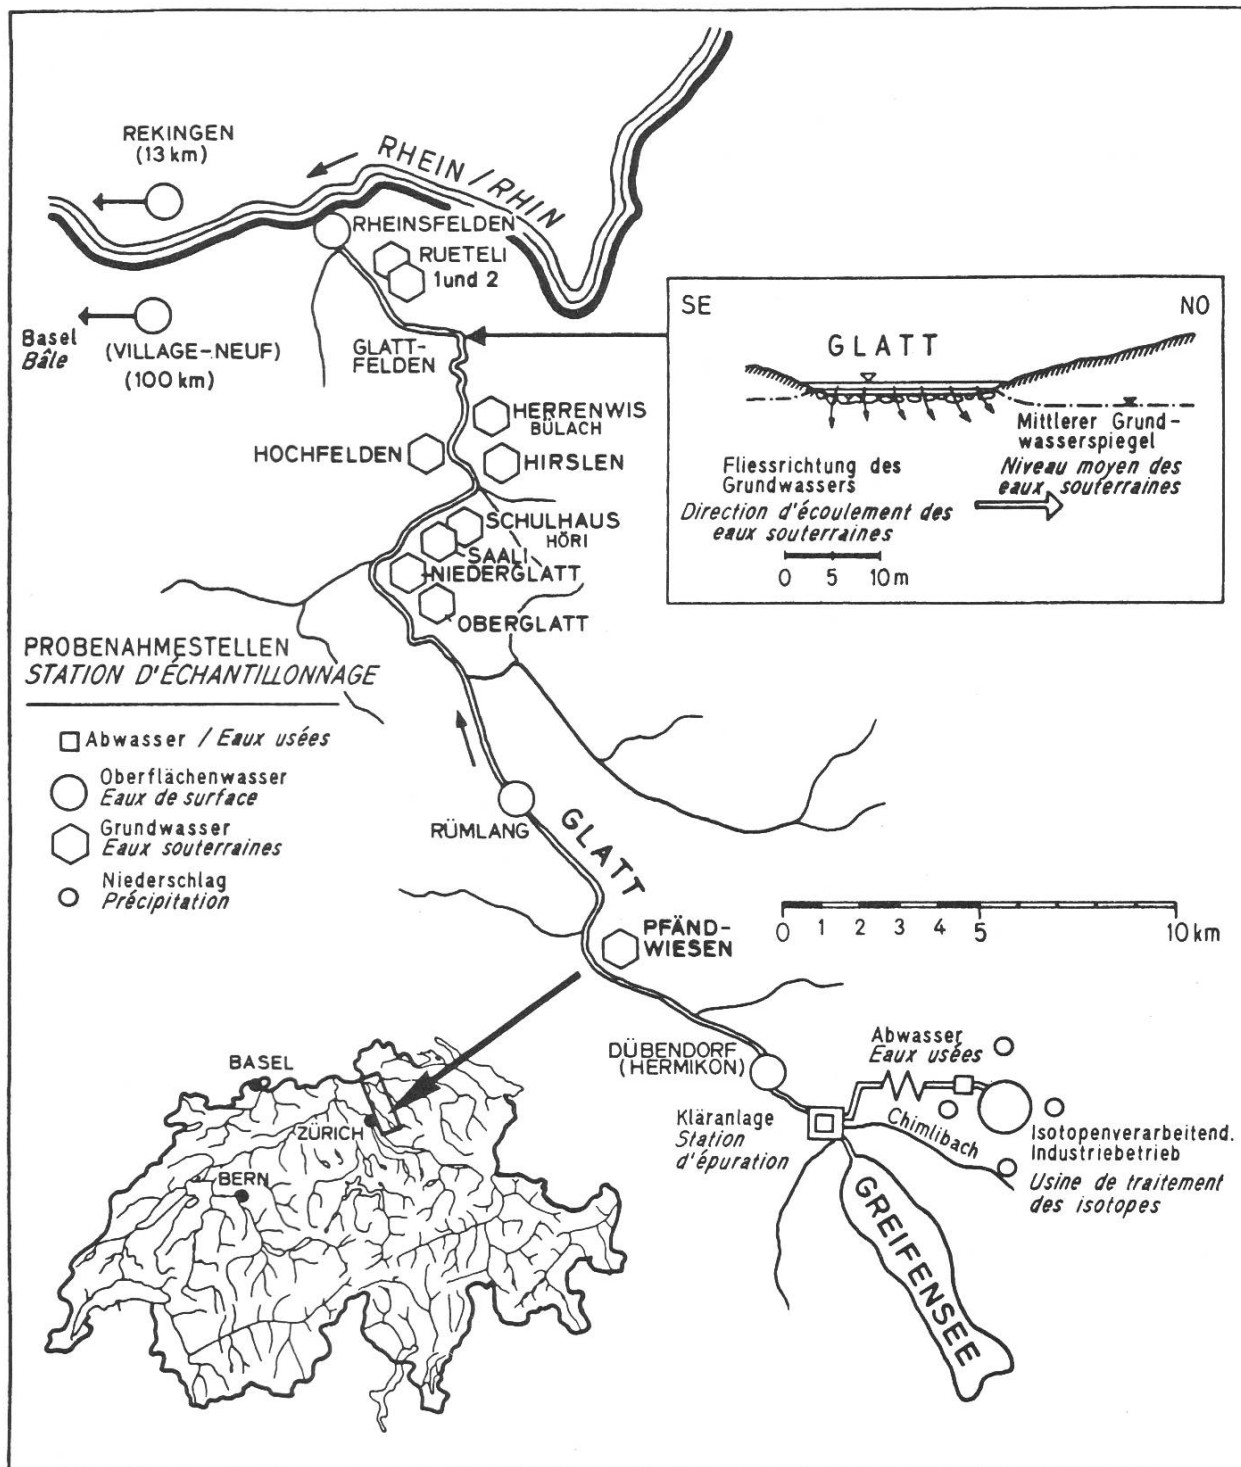 REKINGEN
(13 km)
RHEIN / RHIN
RHEINSFELDEN
RUETELI
1 und 2
Basel
Bâle
(VILLAGE-NEUF)
(100 km)
GLATT-
FELDEN
HERRENWIS
BÜLACH
HOCHFELDEN
HIRSLEN
SCHULHAUS
HÖRI
SAALI
NIEDERGLATT
OBERGLATT
SE
NO
GLATT
Mittlerer Grund-
wasserspiegel
Niveau moyen des
eaux souterraines
Fliessrichtung des
Grundwassers
Direction d'écoulement des
eaux souterraines
0 5 10 m
PROBENAHMESTELLEN
STATION D'ÉCHANTILLONNAGE
Abwasser / Eaux usées
Oberflächenwasser
Eaux de surface
Grundwasser
Eaux souterraines
Niederschlag
Précipitation
RÜMLANG
GLATT
PFÄND-
WIESEN
0 1 2 3 4 5 10 km
DÜBENDORF
(HERMIKON)
Abwasser
Eaux usées
Kläranlage
Station
d'épuration
Chimlibach
Isotopenverarbeitend.
Industriebetrieb
Usine de traitement
des isotopes
GREIFENSEE
BASEL
ZÜRICH
BERN